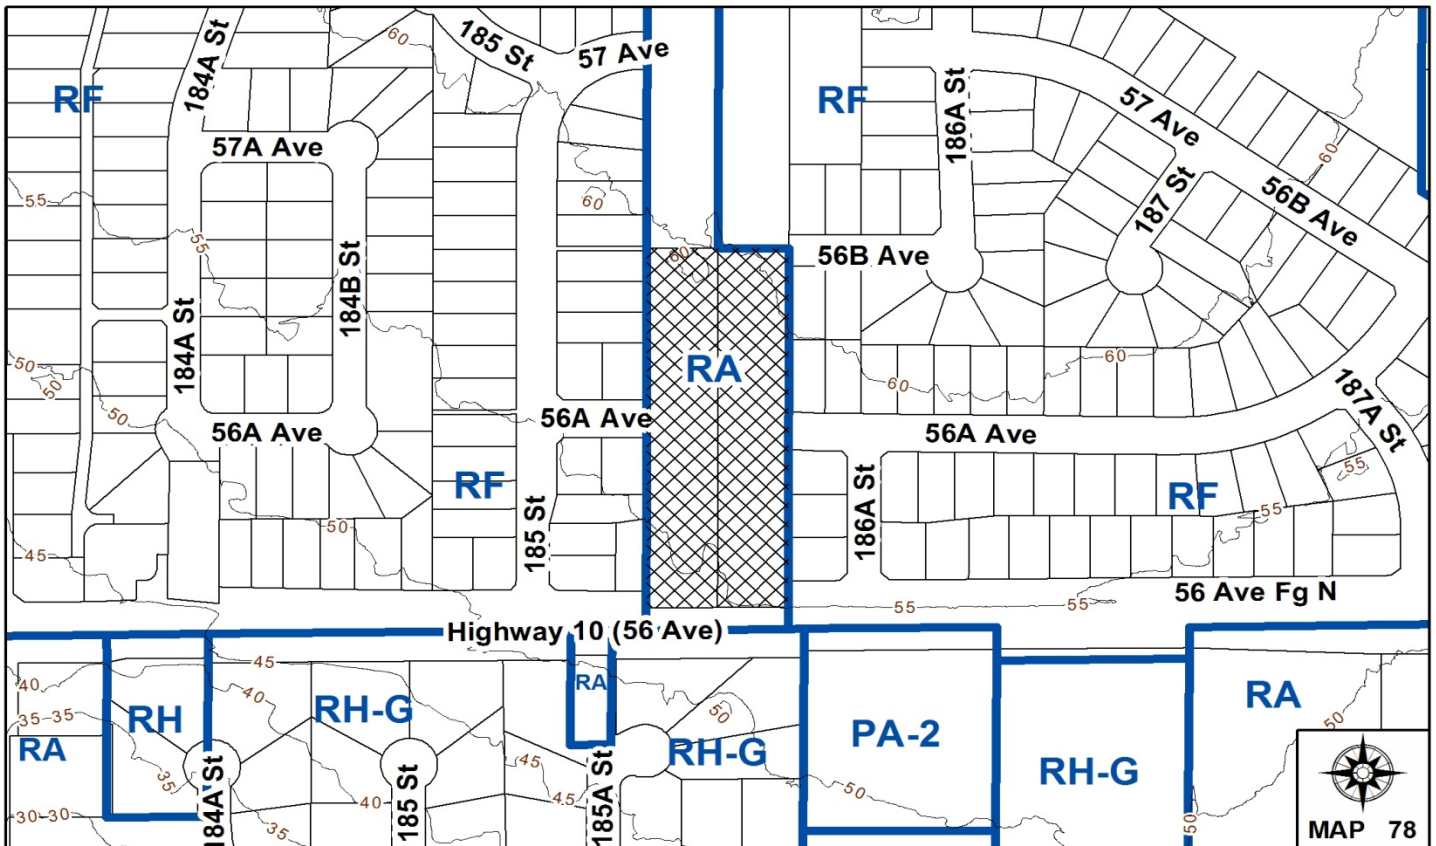 184A St
60
185 St
57 Ave
RF
RF
186A St
57 Ave
57A Ave
60
187 St
55
60
56B Ave
55
184B St
60
56B Ave
184A St
50
50
RA
60
60
50
56A Ave
56A Ave
56A Ave
187A St
RF
RF
55
186A St
55
50
185 St
45
56 Ave Fg N
55
55
Highway 10 (56 Ave)
45
40
40
RA
RH
RH-G
35 35
50
RA
50
RA
PA-2
RH-G
RH-G
35
45
184A St
185 St
185A St
40
45
50
30 30
35
50
MAP 78